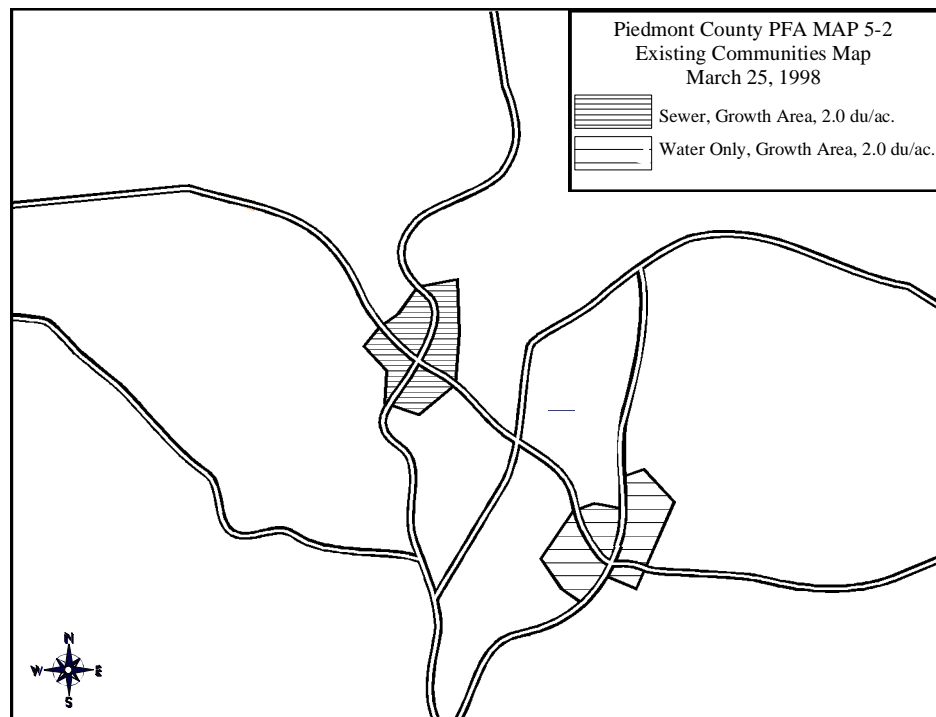 Piedmont County PFA MAP 5-2
Existing Communities Map
March 25, 1998
Sewer, Growth Area, 2.0 du/ac.
Water Only, Growth Area, 2.0 du/ac.
N
W E
S